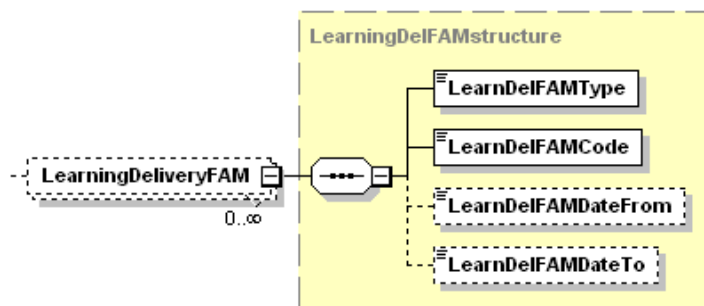 LearningDelFAMstructure
LearnDelFAMType
LearnDelFAMCode
LearningDeliveryFAM
0..∞
LearnDelFAMDateFrom
LearnDelFAMDateTo